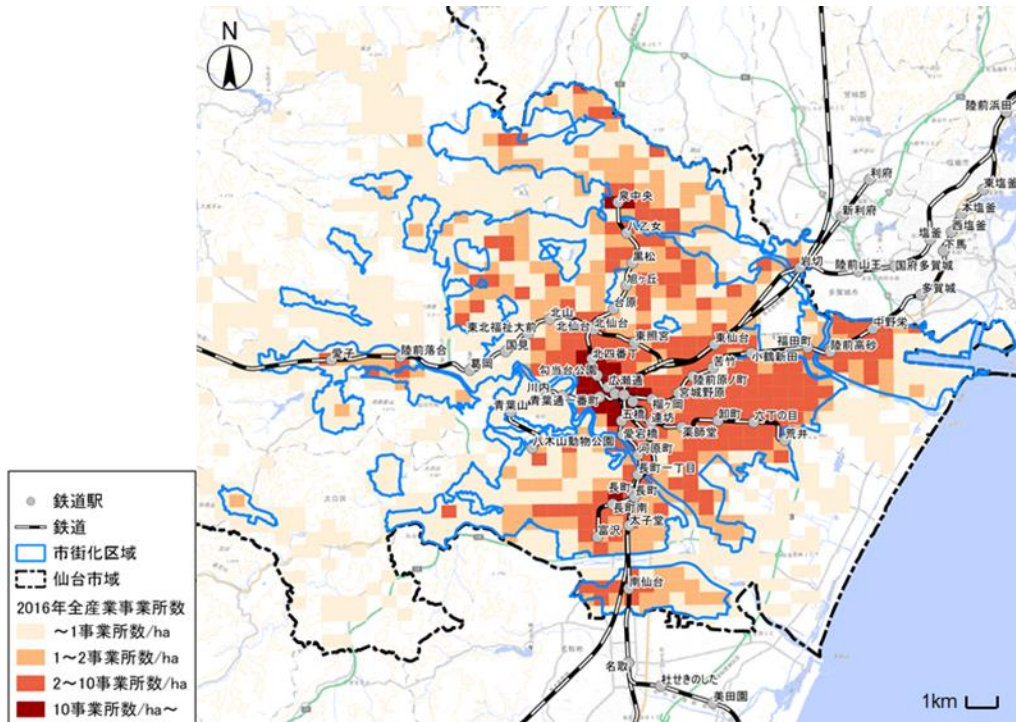 N
陸前浜田
利府
泉中央
東塩釜
新利府
本塩釜
八乙女
西塩釜
塩釜
下馬
黒松
岩切
陸前山王
国府多賀城
旭ヶ丘
多賀城
台原
北山
中野栄
東北福祉大前
北仙台
北仙台
東照宮
東仙台
福田町
国見
陸前高砂
愛子
陸前落合
北四番丁
小鶴新田
葛岡
苦竹
勾当台公園
陸前原ノ町
川内
広瀬通
宮城野原
青葉山
青葉通一番町
榴ヶ岡
五橋
連坊
卸町
六丁の目
薬師堂
荒井
愛宕橋
八木山動物公園
河原町
長町一丁目
長町
長町
長町南
太子堂
富沢
南仙台
名取
杜せきのした
美田園
1km
鉄道駅
鉄道
市街化区域
仙台市域
2016年全産業事業所数
～1事業所数/ha
1～2事業所数/ha
2～10事業所数/ha
10事業所数/ha～